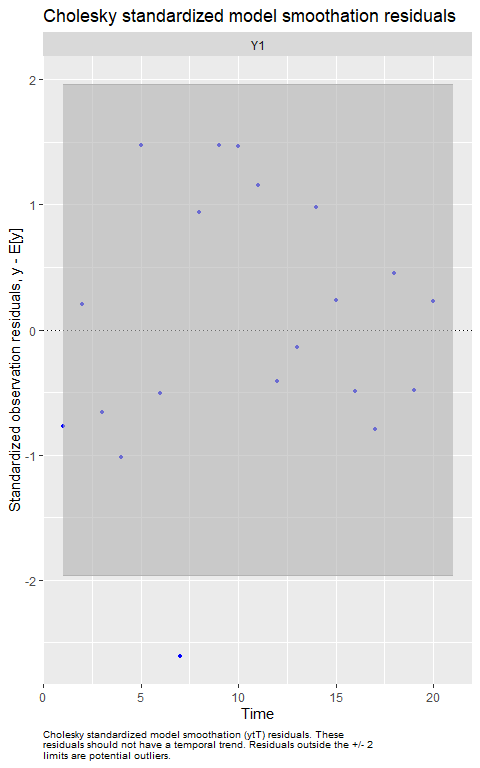 Cholesky standardized model smoothation residuals
Y1
Standardized observation residuals, y - E[y]
2
1
0
-1
-2
0 5 10 15 20
Time
Cholesky standardized model smoothation (ytT) residuals. These
residuals should not have a temporal trend. Residuals outside the +/- 2
limits are potential outliers.